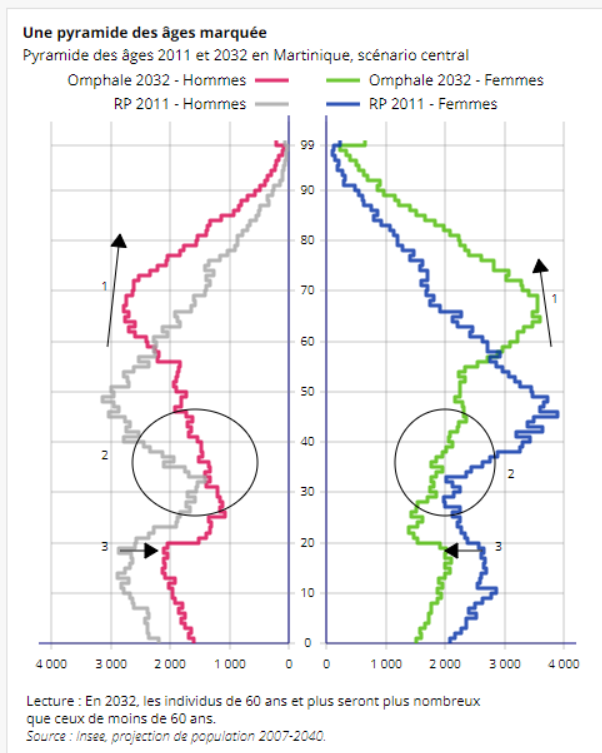 Une pyramide des âges marquée
Pyramide des âges 2011 et 2032 en Martinique, scénario central
Omphale 2032 - Hommes
Omphale 2032 - Femmes
RP 2011 - Hommes
RP 2011 - Femmes
99
90
80
1
1
70
60
50
2
40
2
30
20
3
3
10
0
4 000 3 000 2 000 1 000 0 0 1 000 2 000 3 000 4 000
Lecture : En 2032, les individus de 60 ans et plus seront plus nombreux
que ceux de moins de 60 ans.
Source : Insee, projection de population 2007-2040.